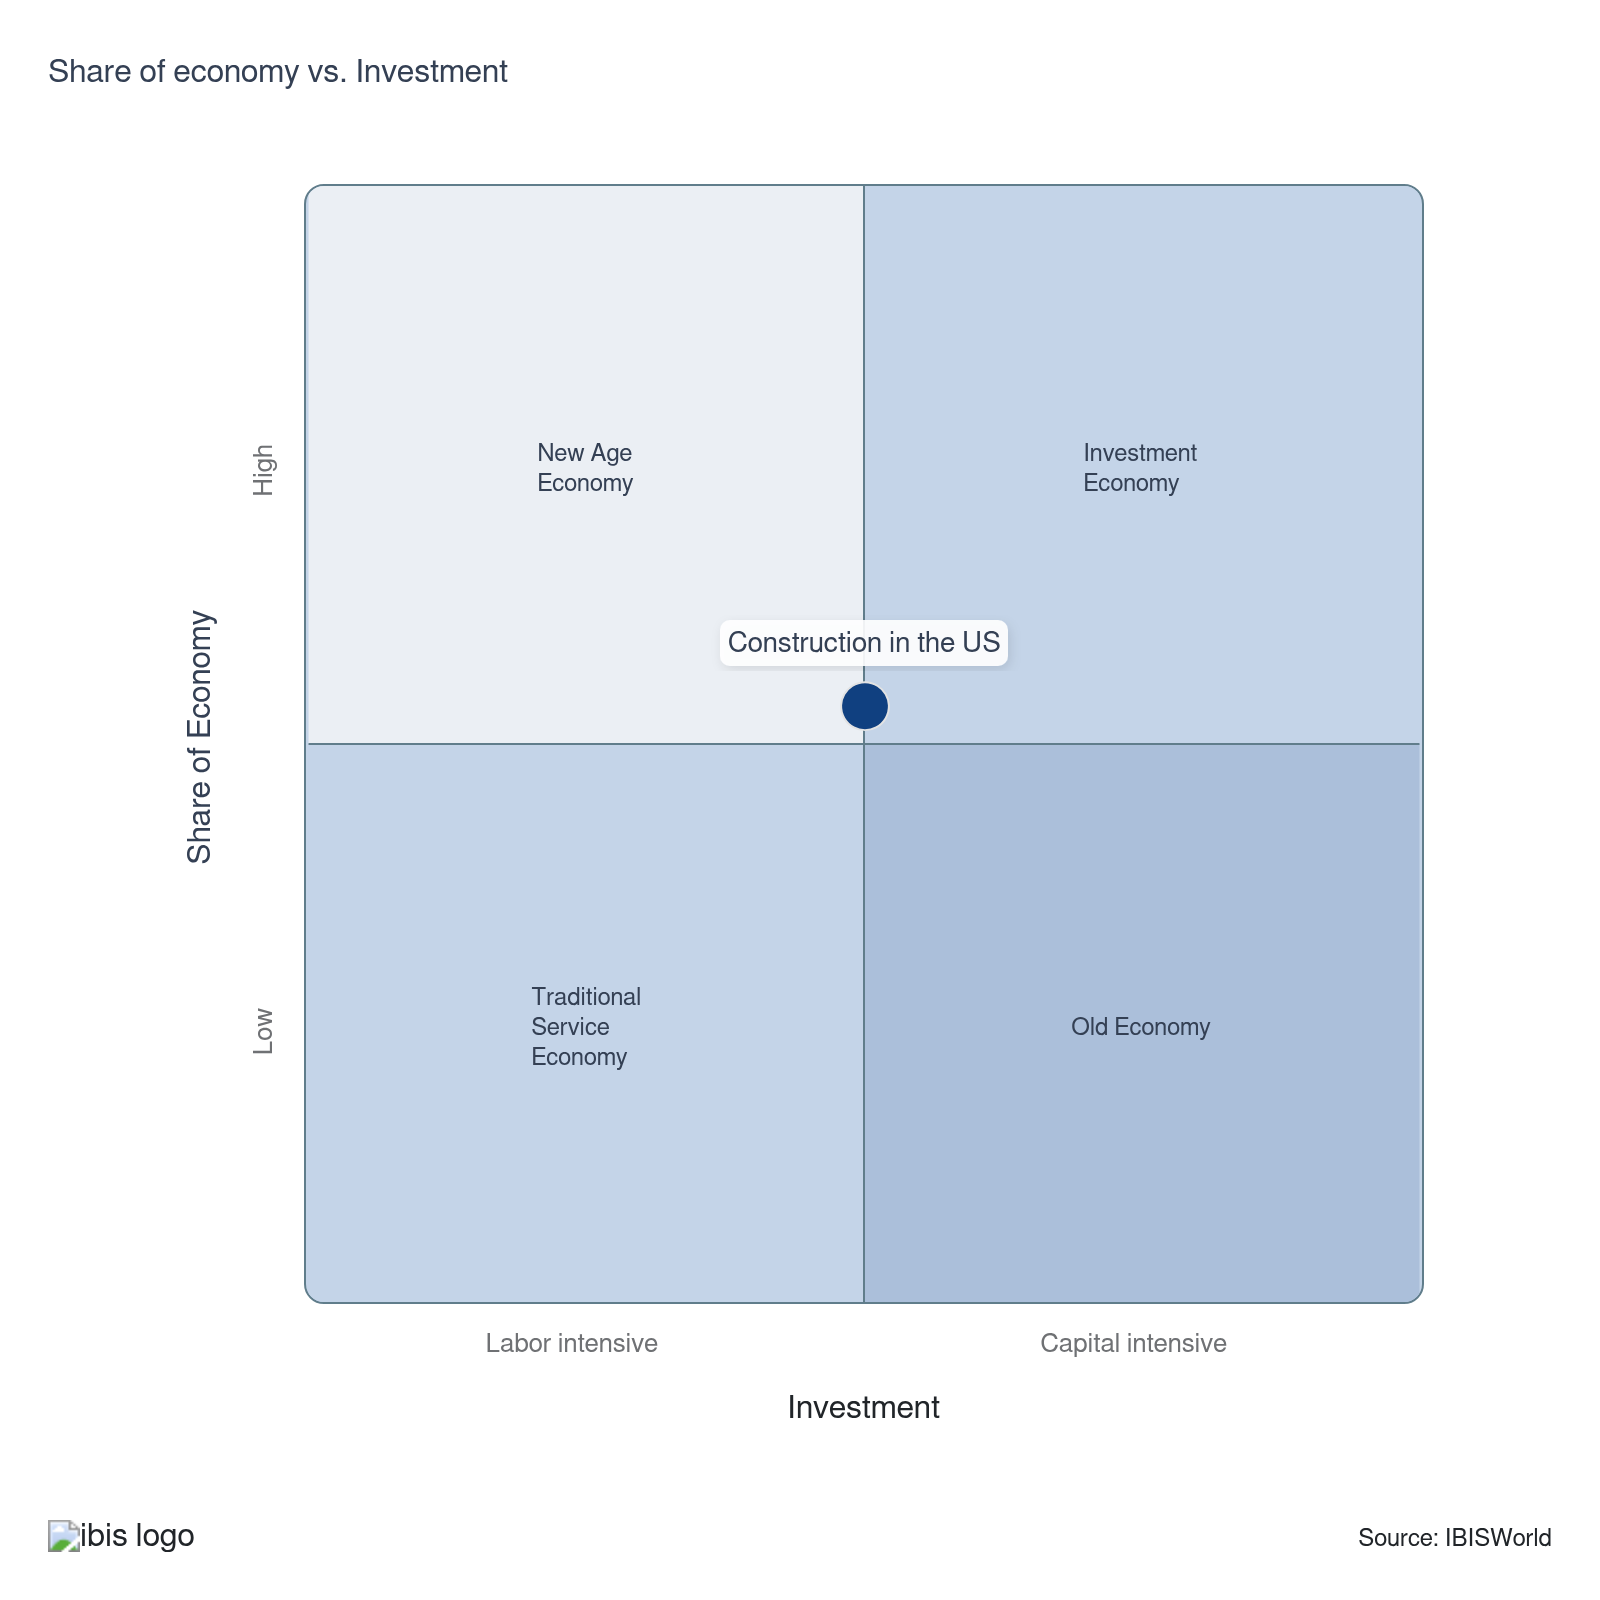 Share of economy vs. Investment
Share of Economy
High
Low
New Age
Economy
Investment
Economy
Construction in the US
Traditional
Service
Economy
Old Economy
Labor intensive
Capital intensive
Investment
ibis logo
Source: IBISWorld